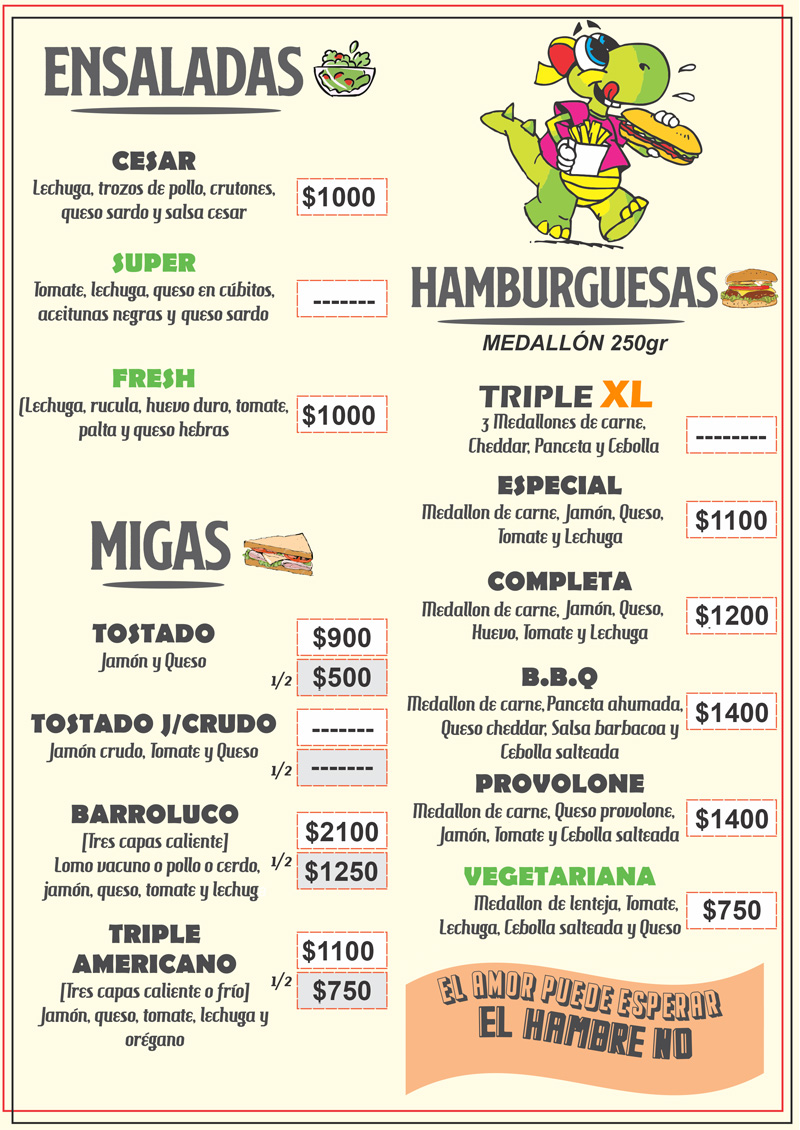 ENSALADAS
CESAR
Lechuga, trozos de pollo, crutones,
queso sardo y salsa cesar
$1000
SUPER
Tomate, lechuga, queso en cúbitos,
aceitunas negras y queso sardo
-------
FRESH
(Lechuga, rucula, huevo duro, tomate,
palta y queso hebras
$1000
MIGAS
TOSTADO
Jamón y Queso
$900
1/2 $500
TOSTADO J/CRUDO
Jamón crudo, Tomate y Queso
-------
1/2 -------
BARROLUCO
[Tres capas caliente]
Lomo vacuno o pollo o cerdo,
jamón, queso, tomate y lechug
$2100
1/2 $1250
TRIPLE
AMERICANO
[Tres capas caliente o frío]
Jamón, queso, tomate, lechuga y
orégano
$1100
1/2 $750
HAMBURGUESAS
MEDALLÓN 250gr
TRIPLE XL
3 Medallones de carne,
Cheddar, Panceta y Cebolla
--------
ESPECIAL
Medallon de carne, Jamón, Queso,
Tomate y Lechuga
$1100
COMPLETA
Medallon de carne, Jamón, Queso,
Huevo, Tomate y Lechuga
$1200
B.B.Q
Medallon de carne,Panceta ahumada,
Queso cheddar, Salsa barbacoa y
Cebolla salteada
$1400
PROVOLONE
Medallon de carne, Queso provolone,
Jamón, Tomate y Cebolla salteada
$1400
VEGETARIANA
Medallon de lenteja, Tomate,
Lechuga, Cebolla salteada y Queso
$750
EL AMOR PUEDE ESPERAR
EL HAMBRE NO